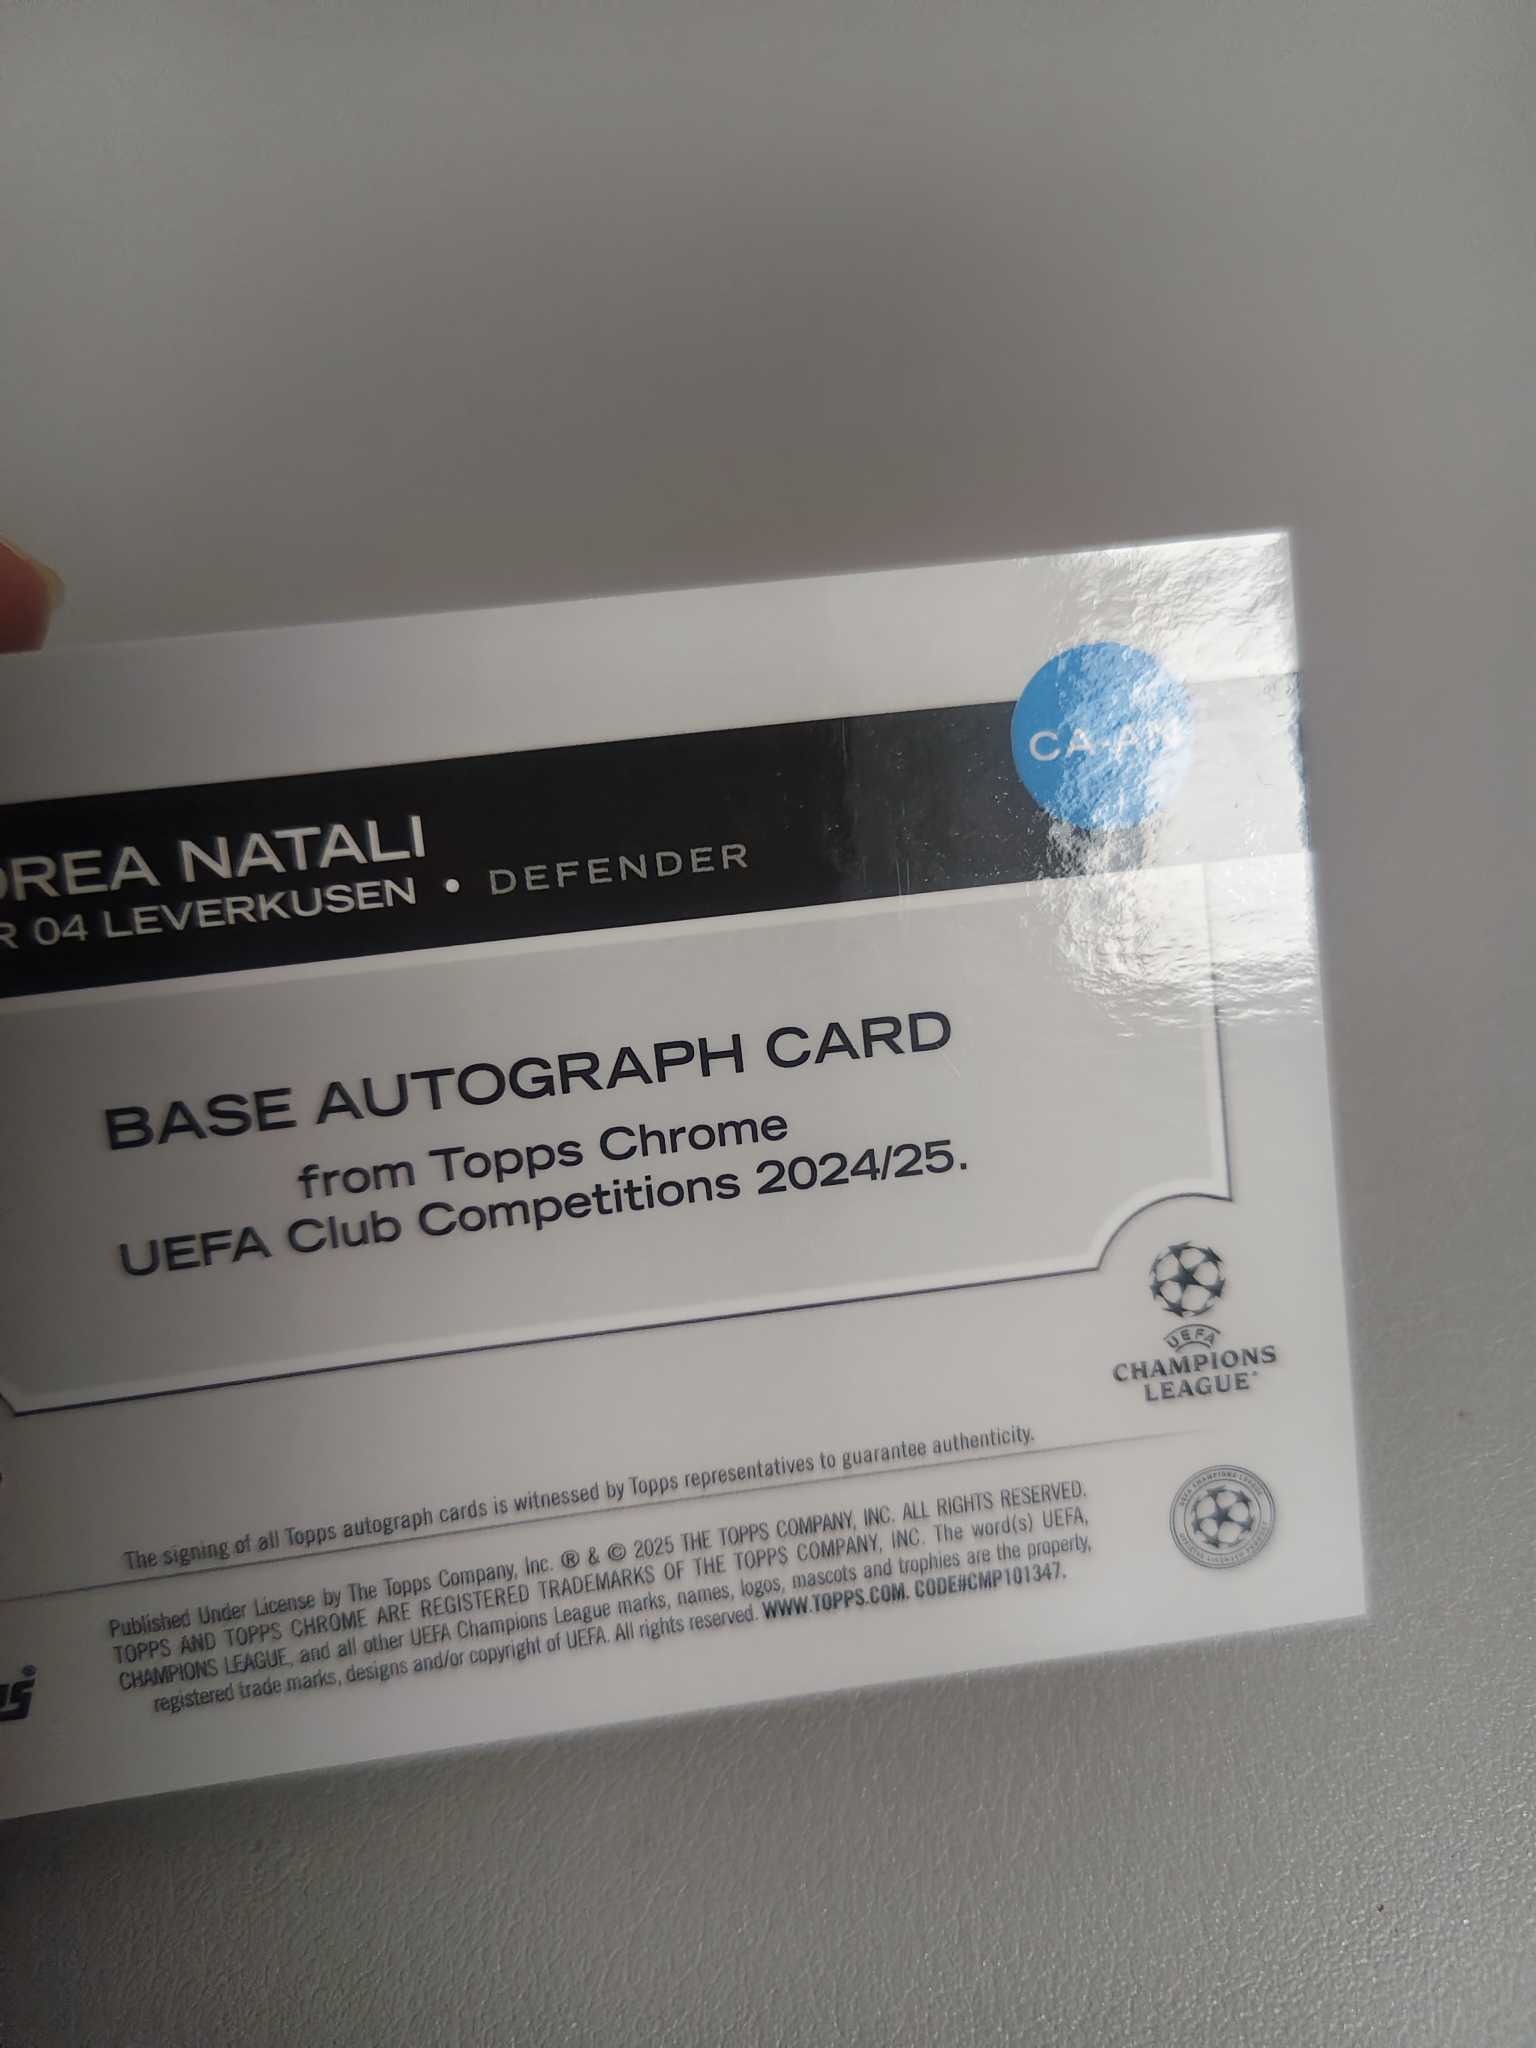 CA-AN
DREA NATALI
R 04 LEVERKUSEN • DEFENDER
BASE AUTOGRAPH CARD
from Topps Chrome
UEFA Club Competitions 2024/25.
UEFA
CHAMPIONS
LEAGUE®
The signing of all Topps autograph cards is witnessed by Topps representatives to guarantee authenticity.
Published Under License by The Topps Company, Inc. ® & © 2025 THE TOPPS COMPANY, INC. ALL RIGHTS RESERVED.
TOPPS AND TOPPS CHROME ARE REGISTERED TRADEMARKS OF THE TOPPS COMPANY, INC. The word(s) UEFA,
CHAMPIONS LEAGUE, and all other UEFA Champions League marks, names, logos, mascots and trophies are the property,
registered trade marks, designs and/or copyright of UEFA. All rights reserved. WWW.TOPPS.COM. CODE#CMP101347.